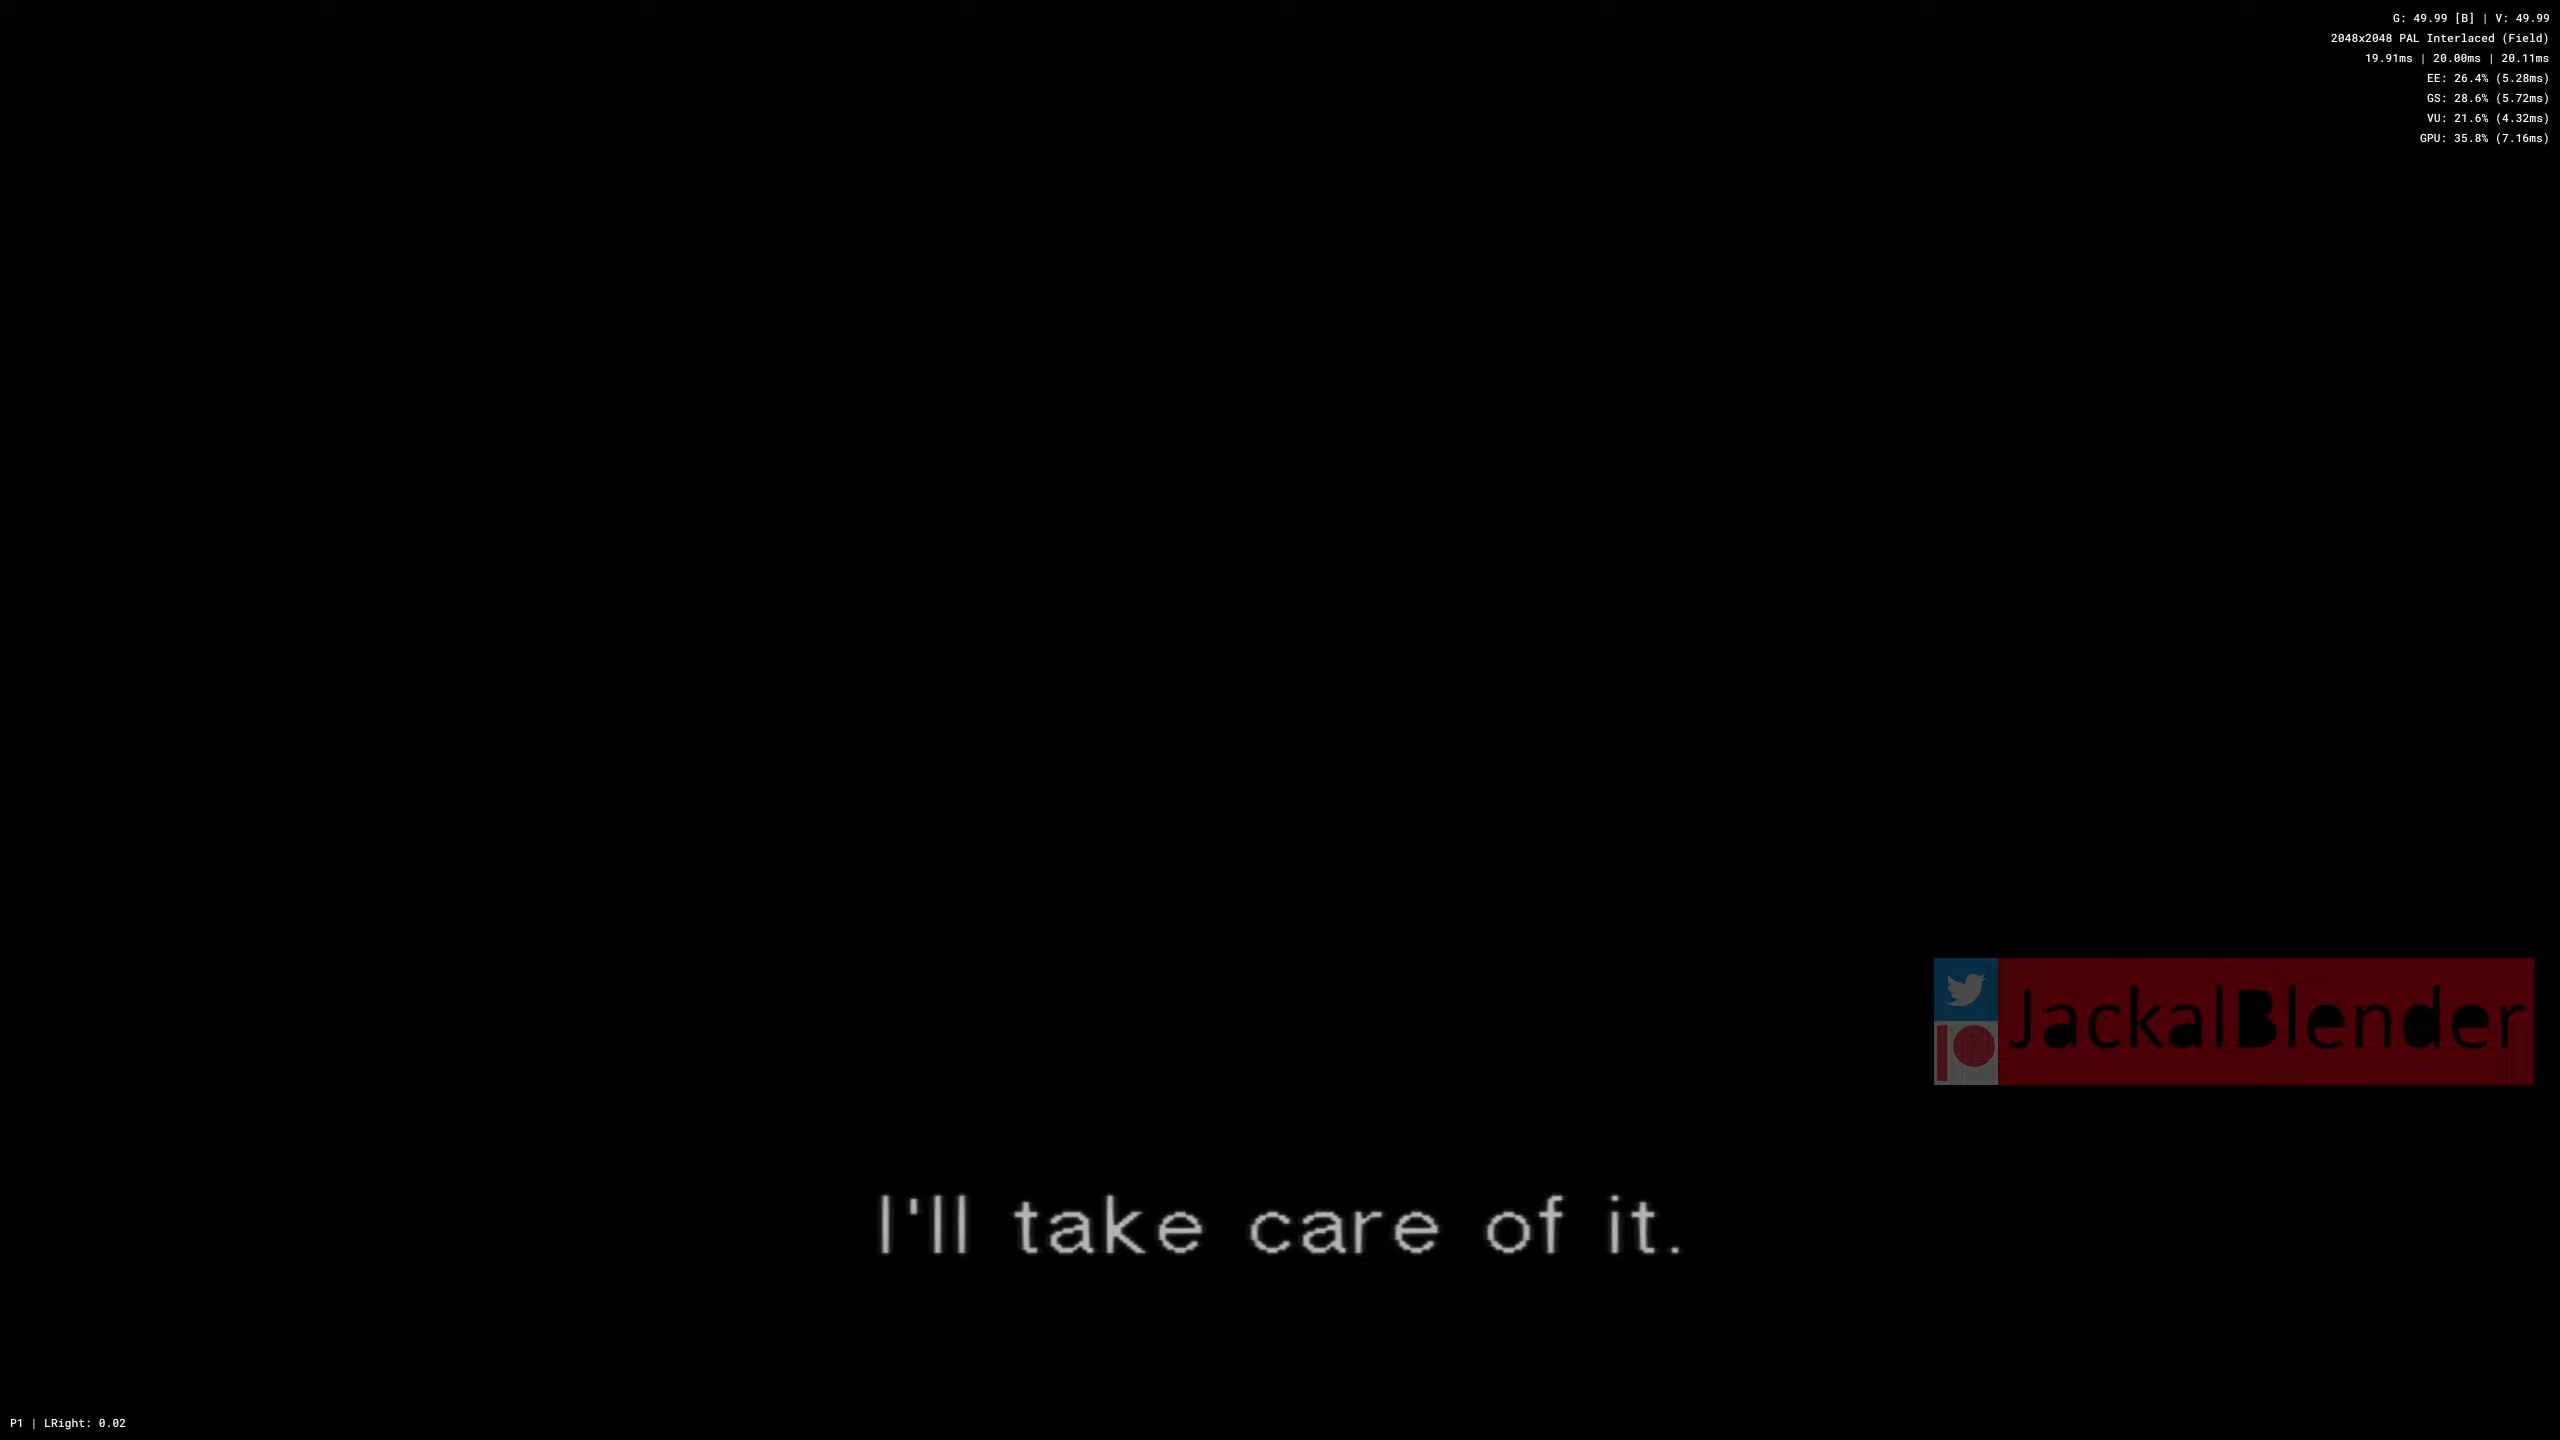 G: 49.99 [B] | V: 49.99
2048x2048 PAL Interlaced (Field)
19.91ms | 20.00ms | 20.11ms
EE: 26.4% (5.28ms)
GS: 28.6% (5.72ms)
VU: 21.6% (4.32ms)
GPU: 35.8% (7.16ms)
JackalBlender
I'll take care of it.
P1 | LRight: 0.02